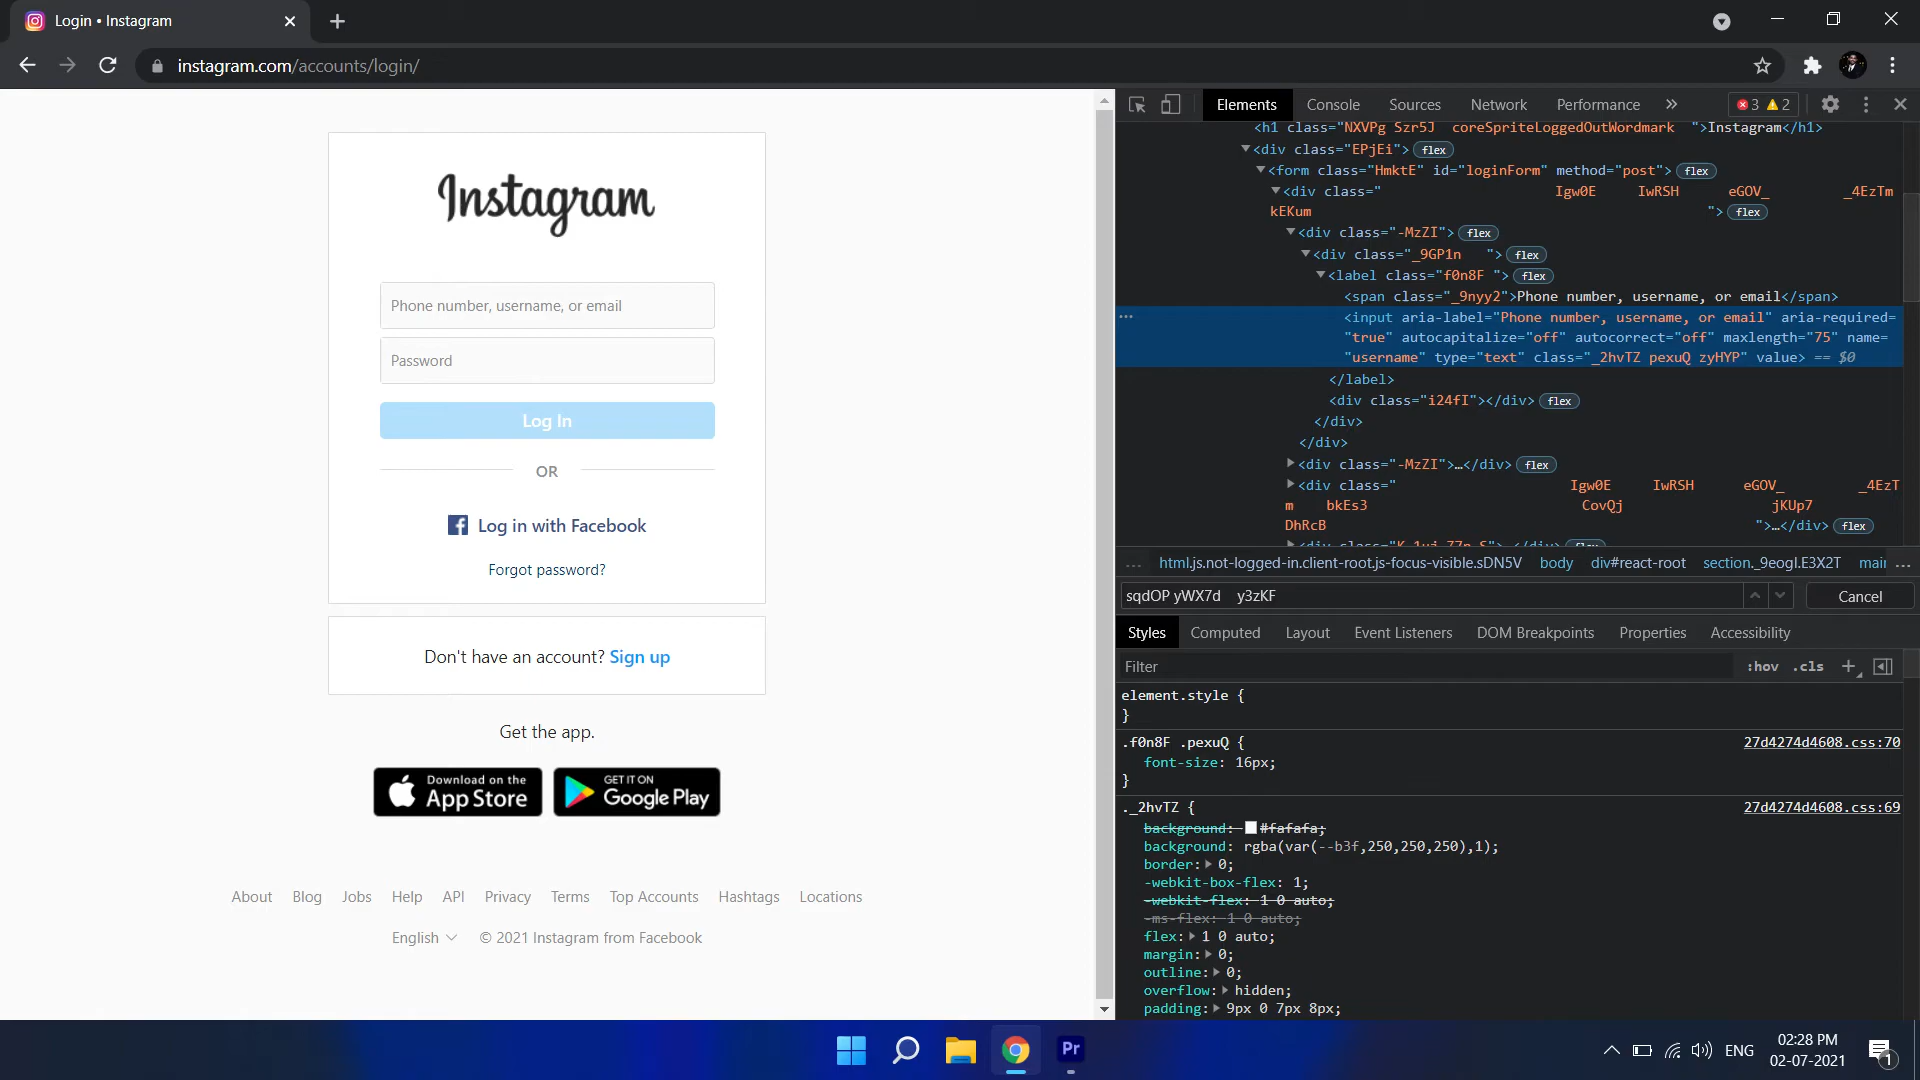 Login • Instagram
instagram.com/accounts/login/
Instagram
Phone number, username, or email
Password
Log In
OR
Log in with Facebook
Forgot password?
Don't have an account? Sign up
Get the app.
Download on the
App Store
GET IT ON
Google Play
About Blog Jobs Help API Privacy Terms Top Accounts Hashtags Locations
English © 2021 Instagram from Facebook
Elements Console Sources Network Performance » 3 2
<h1 class="NXVPg Szr5J  coreSpriteLoggedOutWordmark  ">Instagram</h1>
<div class="EPjEi"> flex
<form class="HmktE" id="loginForm" method="post"> flex
<div class=" Igw0E IwRSH eGOV_ _4EzTm
kEKum "> flex
<div class="-MzZI"> flex
<div class="_9GP1n   "> flex
<label class="f0n8F "> flex
<span class="_9nyy2">Phone number, username, or email</span>
<input aria-label="Phone number, username, or email" aria-required=
"true" autocapitalize="off" autocorrect="off" maxlength="75" name=
"username" type="text" class="_2hvTZ pexuQ zyHYP" value> == $0
</label>
<div class="i24fI"></div> flex
</div>
</div>
<div class="-MzZI">…</div> flex
<div class=" Igw0E IwRSH eGOV_ _4EzT
m bkEs3 CovQj jKUp7
DhRcB ">…</div> flex
... html.js.not-logged-in.client-root.js-focus-visible.sDN5V body div#react-root section._9eogI.E3X2T main ...
sqdOP yWX7d    y3zKF Cancel
Styles Computed Layout Event Listeners DOM Breakpoints Properties Accessibility
Filter :hov .cls +
element.style {
}
.f0n8F .pexuQ { 27d4274d4608.css:70
font-size: 16px;
}
._2hvTZ { 27d4274d4608.css:69
background: #fafafa;
background: rgba(var(--b3f,250,250,250),1);
border: 0;
-webkit-box-flex: 1;
-webkit-flex: 1 0 auto;
-ms-flex: 1 0 auto;
flex: 1 0 auto;
margin: 0;
outline: 0;
overflow: hidden;
padding: 9px 0 7px 8px;
Pr
ENG
02:28 PM
02-07-2021
1